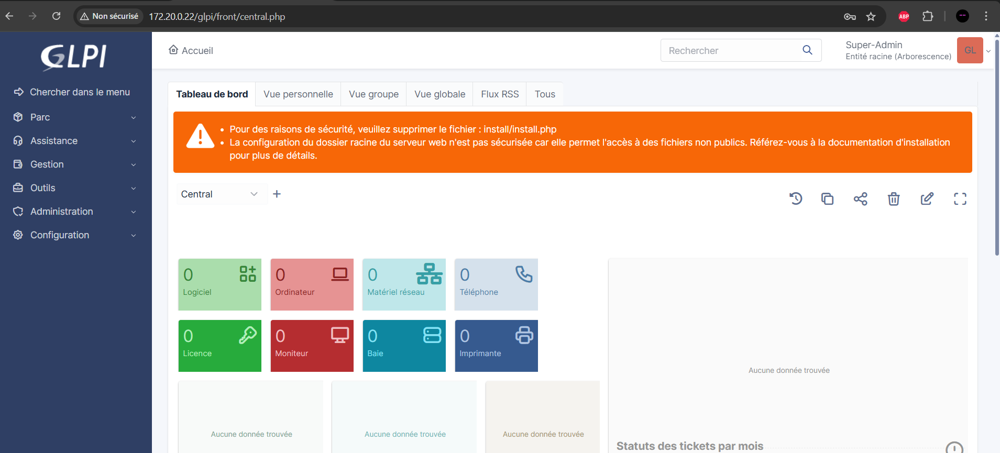 Non sécurisé
172.20.0.22/glpi/front/central.php
ABP
GLPI
Accueil
Rechercher
Super-Admin
Entité racine (Arborescence)
GL
Chercher dans le menu
Parc
Assistance
Gestion
Outils
Administration
Configuration
Tableau de bord
Vue personnelle
Vue groupe
Vue globale
Flux RSS
Tous
Pour des raisons de sécurité, veuillez supprimer le fichier : install/install.php
La configuration du dossier racine du serveur web n'est pas sécurisée car elle permet l'accès à des fichiers non publics. Référez-vous à la documentation d'installation
pour plus de détails.
Central
0
Logiciel
0
Ordinateur
0
Matériel réseau
0
Téléphone
0
Licence
0
Moniteur
0
Baie
0
Imprimante
Aucune donnée trouvée
Aucune donnée trouvée
Aucune donnée trouvée
Aucune donnée trouvée
Statuts des tickets par mois